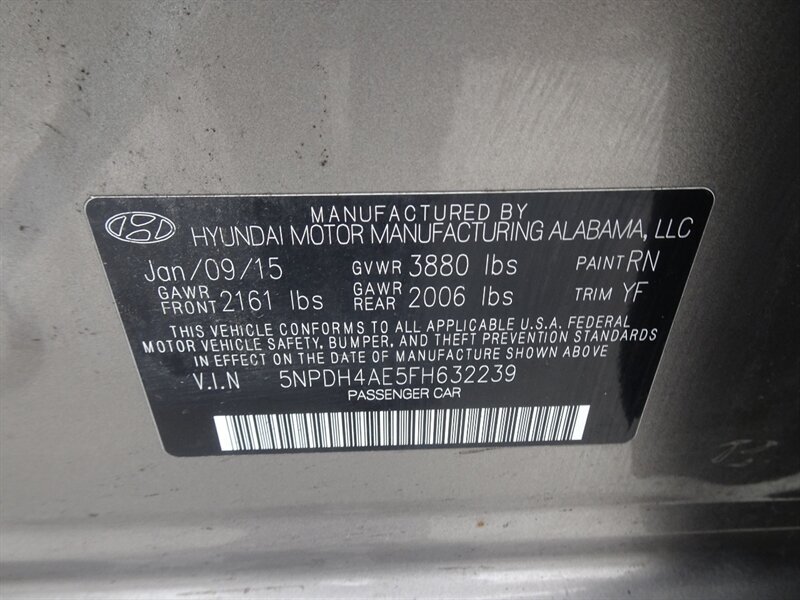 MANUFACTURED BY
HYUNDAI MOTOR MANUFACTURING ALABAMA, LLC
Jan/09/15 GVWR 3880 lbs PAINT RN
GAWR FRONT 2161 lbs GAWR REAR 2006 lbs TRIM YF
THIS VEHICLE CONFORMS TO ALL APPLICABLE U.S.A. FEDERAL
MOTOR VEHICLE SAFETY, BUMPER, AND THEFT PREVENTION STANDARDS
IN EFFECT ON THE DATE OF MANUFACTURE SHOWN ABOVE.
V.I.N 5NPDH4AE5FH632239
PASSENGER CAR